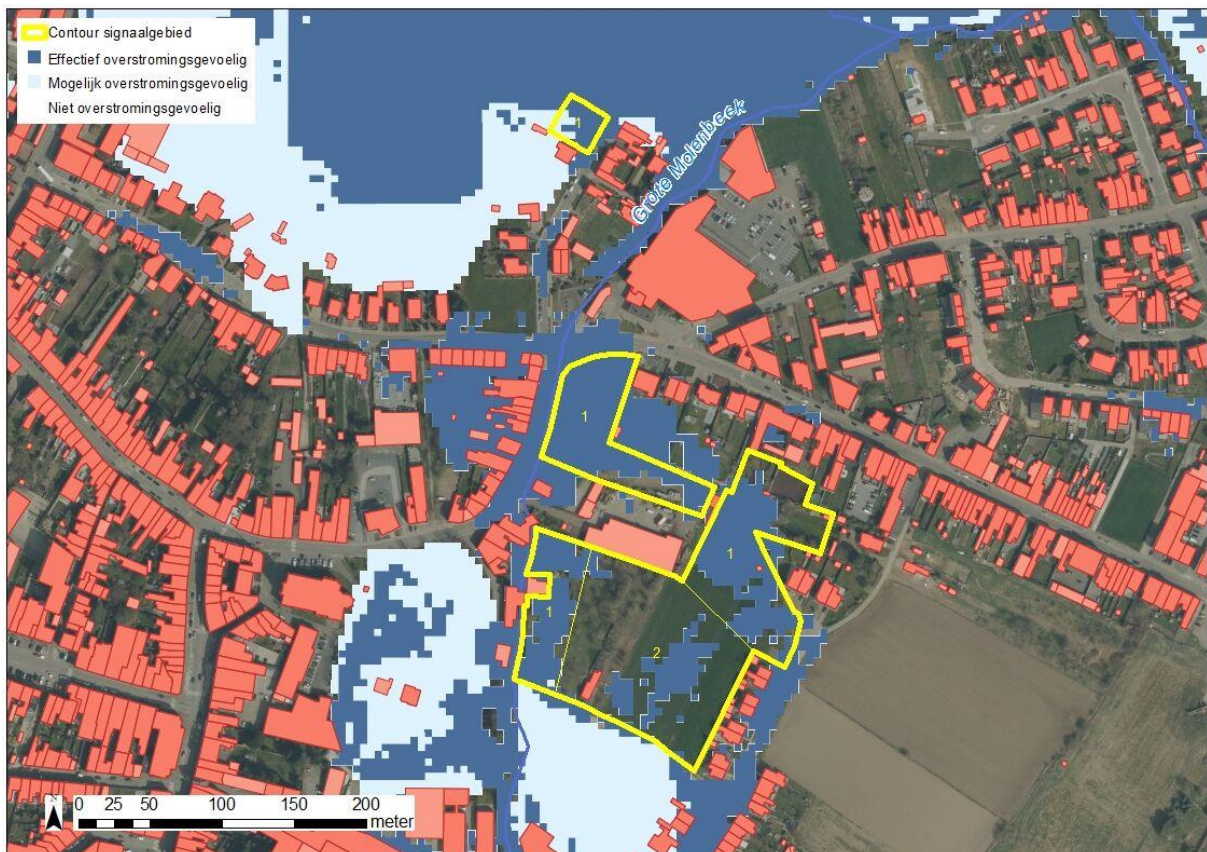 Contour signaalgebied
Effectief overstromingsgevoelig
Mogelijk overstromingsgevoelig
Niet overstromingsgevoelig
1
Grote Molenbeek
1
1
1
2
N
0 25 50 100 150 200
meter